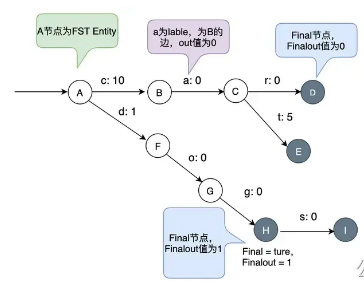 A节点为FST Entity
a为lable，为B的
边，out值为0
Final节点，
Finalout值为0
c: 10
a: 0
r: 0
A
B
C
D
d: 1
t: 5
F
E
o: 0
G
g: 0
Final节点，
Finalout值为1
H
s: 0
I
Final = ture,
Finalout = 1